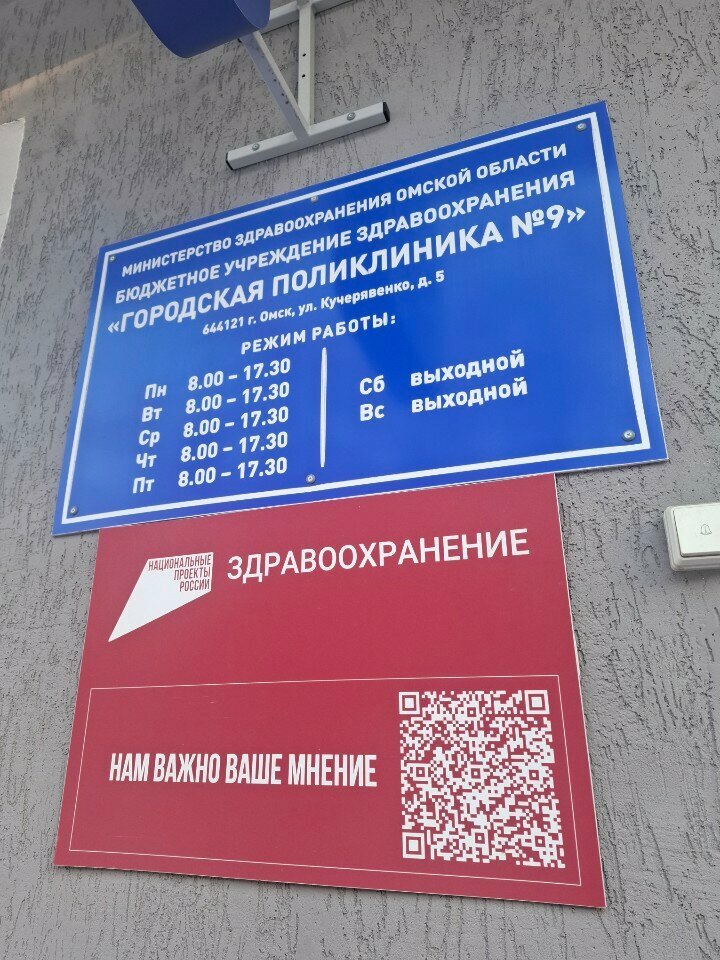 МИНИСТЕРСТВО ЗДРАВООХРАНЕНИЯ ОМСКОЙ ОБЛАСТИ
БЮДЖЕТНОЕ УЧРЕЖДЕНИЕ ЗДРАВООХРАНЕНИЯ
«ГОРОДСКАЯ ПОЛИКЛИНИКА №9»
644121 г. Омск, ул. Кучерявенко, д. 5
РЕЖИМ РАБОТЫ:
Пн 8.00 – 17.30
Вт 8.00 – 17.30
Ср 8.00 – 17.30
Чт 8.00 – 17.30
Пт 8.00 – 17.30
Сб выходной
Вс выходной
НАЦИОНАЛЬНЫЕ
ПРОЕКТЫ
РОССИИ
ЗДРАВООХРАНЕНИЕ
НАМ ВАЖНО ВАШЕ МНЕНИЕ